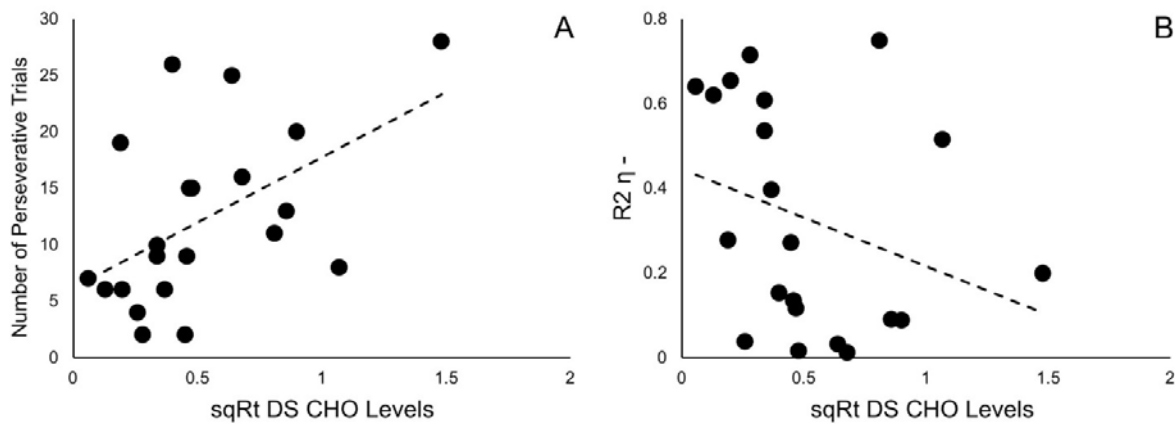 A
30
25
20
15
10
5
0
Number of Perseverative Trials
0 0.5 1 1.5 2
sqRt DS CHO Levels
B
0.8
0.6
0.4
0.2
0
R2 η -
0 0.5 1 1.5 2
sqRt DS CHO Levels